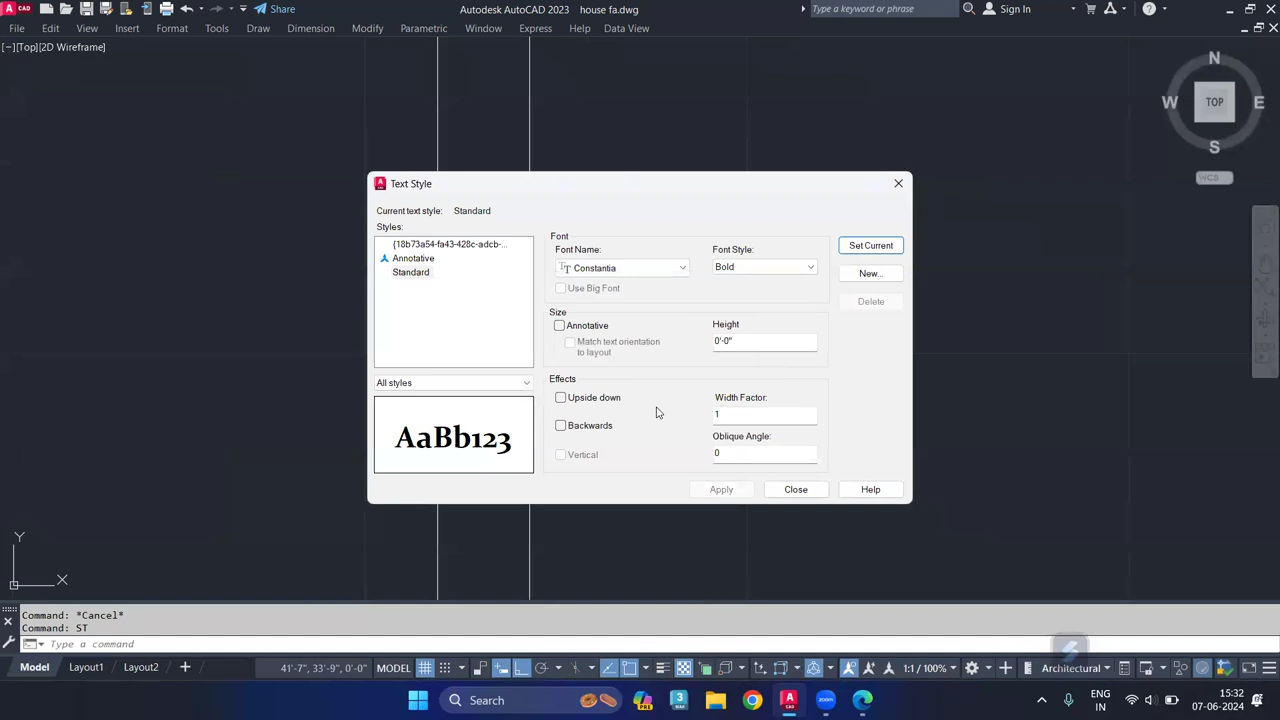 CAD
Share
Autodesk AutoCAD 2023 house fa.dwg
Type a keyword or phrase
Sign In
File Edit View Insert Format Tools Draw Dimension Modify Parametric Window Express Help Data View
[−][Top][2D Wireframe]
N
W TOP E
S
WCS
Text Style
Current text style: Standard
Styles:
{18b73a54-fa43-428c-adcb-...
Annotative
Standard
All styles
AaBb123
Font
Font Name:
Constantia
Font Style:
Bold
Use Big Font
Size
Annotative
Match text orientation
to layout
Height
0'-0"
Effects
Upside down
Backwards
Vertical
Width Factor:
1
Oblique Angle:
0
Set Current
New...
Delete
Apply Close Help
Y
X
Command: *Cancel*
Command: ST
Type a command
Model Layout1 Layout2 + 41'-7", 33'-9", 0'-0" MODEL 1:1 / 100% Architectural
Search
ENG
IN
15:32
07-06-2024